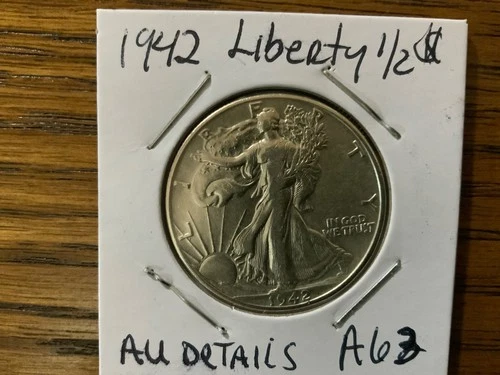 1942 Liberty 1/2 $
LIBERTY
IN GOD
WE TRUST
1942
AU DETAILS A63